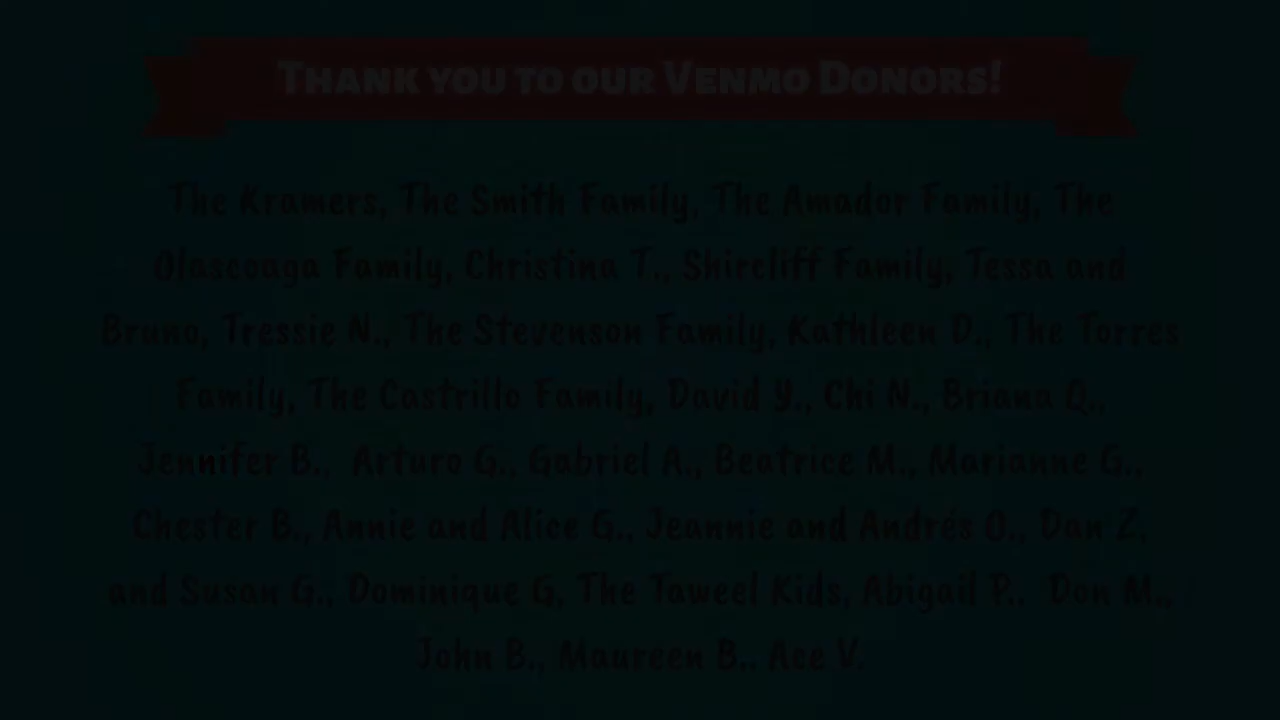 Thank you to our Venmo Donors!
The Kramers, The Smith Family, The Amador Family, The
Olascoaga Family, Christina T., Shircliff Family, Tessa and
Bruno, Tressie N., The Stevenson Family, Kathleen D., The Torres
Family, The Castrillo Family, David Y., Chi N., Briana Q.,
Jennifer B., Arturo G., Gabriel A., Beatrice M., Marianne G.,
Chester B., Annie and Alice G., Jeannie and Andrés O., Dan Z.
and Susan G., Dominique G, The Taweel Kids, Abigail P.. Don M.,
John B., Maureen B., Ace V.